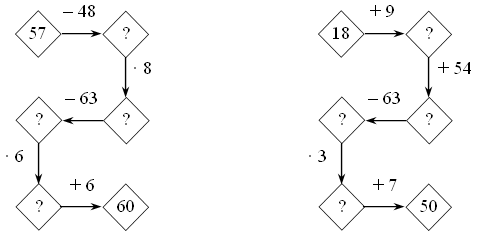 − 48 + 9
57 ? 18 ?
· 8 + 54
− 63 − 63
? ? ? ?
· 6 · 3
+ 6 + 7
? 60 ? 50